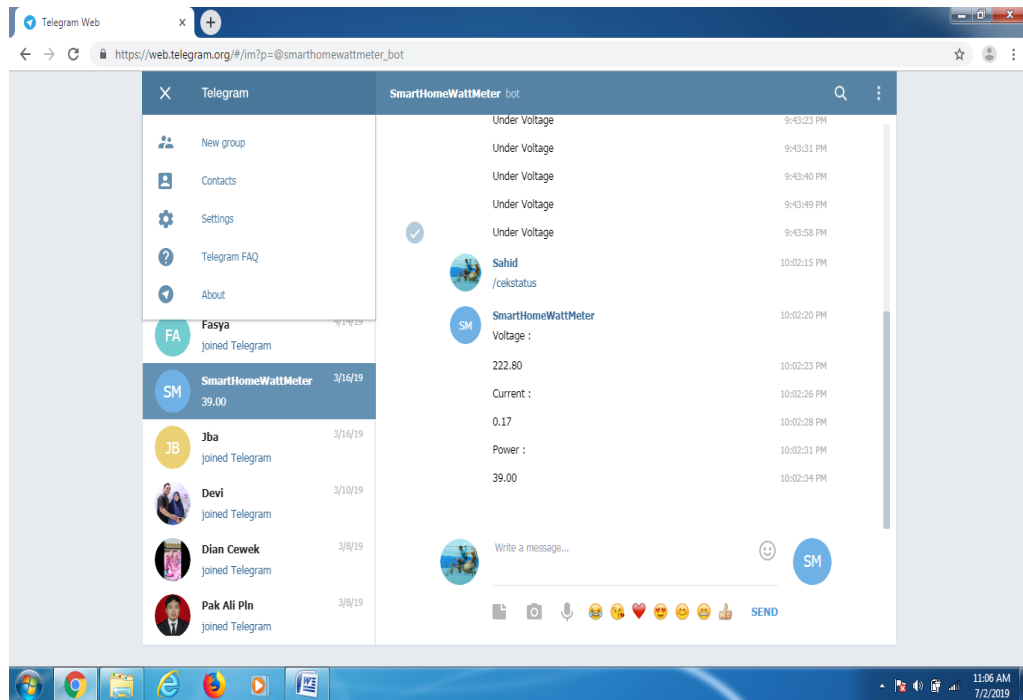 Telegram Web
https://web.telegram.org/#/im?p=@smarthomewattmeter_bot
Telegram
New group
Contacts
Settings
Telegram FAQ
About
FA
Fasya 4/14/19
joined Telegram
SM
SmartHomeWattMeter 3/16/19
39.00
JB
Jba 3/16/19
joined Telegram
Devi 3/10/19
joined Telegram
Dian Cewek 3/8/19
joined Telegram
Pak Ali Pln 3/8/19
joined Telegram
SmartHomeWattMeter bot
Under Voltage 9:43:23 PM
Under Voltage 9:43:31 PM
Under Voltage 9:43:40 PM
Under Voltage 9:43:49 PM
Under Voltage 9:43:58 PM
Sahid 10:02:15 PM
/cekstatus
SM
SmartHomeWattMeter 10:02:20 PM
Voltage :
222.80 10:02:23 PM
Current : 10:02:26 PM
0.17 10:02:28 PM
Power : 10:02:31 PM
39.00 10:02:34 PM
Write a message...
SM
SEND
11:06 AM
7/2/2019